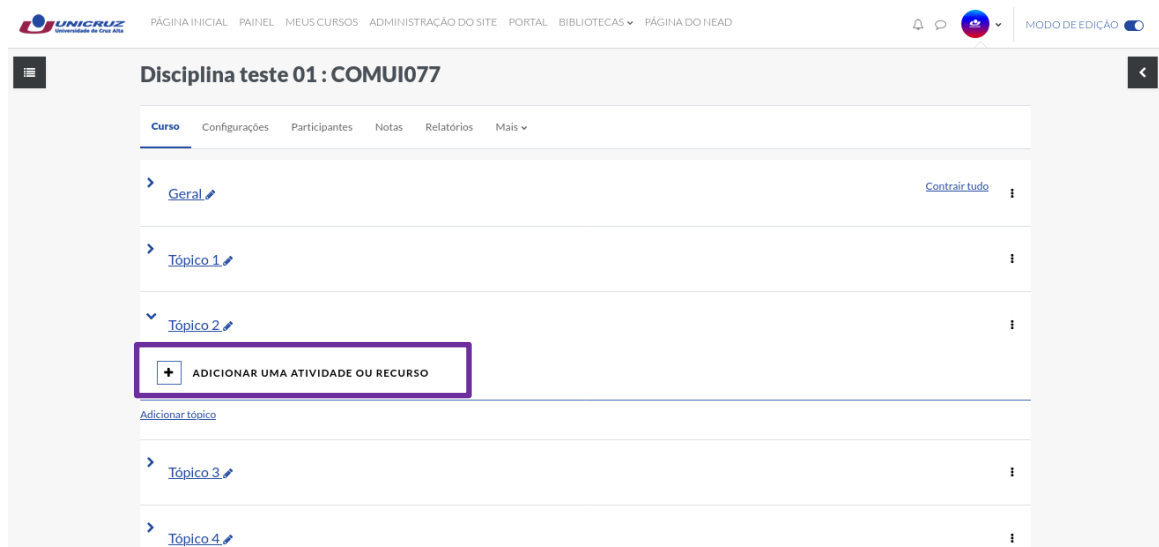 UNICRUZ
Universidade de Cruz Alta
PÁGINA INICIAL PAINEL MEUS CURSOS ADMINISTRAÇÃO DO SITE PORTAL BIBLIOTECAS PÁGINA DO NEAD
MODO DE EDIÇÃO
Disciplina teste 01 : COMUI077
Curso Configurações Participantes Notas Relatórios Mais
Contrair tudo
Geral
Tópico 1
Tópico 2
ADICIONAR UMA ATIVIDADE OU RECURSO
Adicionar tópico
Tópico 3
Tópico 4